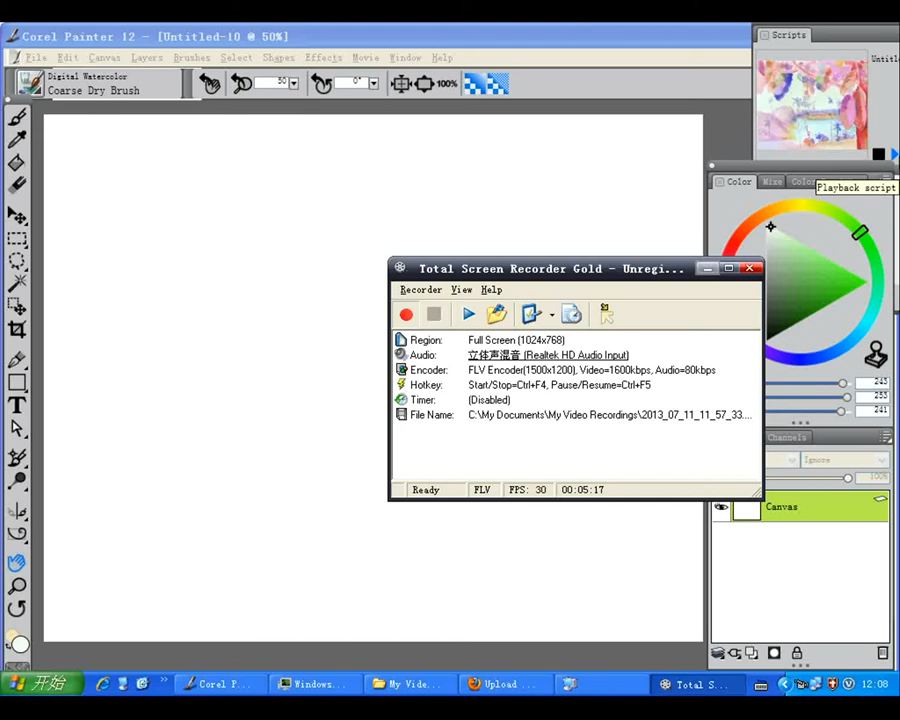 Corel Painter 12 - [Untitled-10 @ 50%]
File Edit Canvas Layers Brushes Select Shapes Effects Movie Window Help
Digital Watercolor
Coarse Dry Brush
50
0°
100%
Scripts
Playback script
Color Mixe
243
253
241
Channels
Ignore
100%
Canvas
Total Screen Recorder Gold - Unregi...
Recorder View Help
Region: Full Screen (1024x768)
Audio: 立体声混音 (Realtek HD Audio Input)
Encoder: FLV Encoder(1500x1200), Video=1600kbps, Audio=80kbps
Hotkey: Start/Stop=Ctrl+F4, Pause/Resume=Ctrl+F5
Timer: (Disabled)
File Name: C:\My Documents\My Video Recordings\2013_07_11_11_57_33....
Ready FLV FPS: 30 00:05:17
开始
Corel P...
Windows...
My Vide...
Upload ...
Total S...
12:08